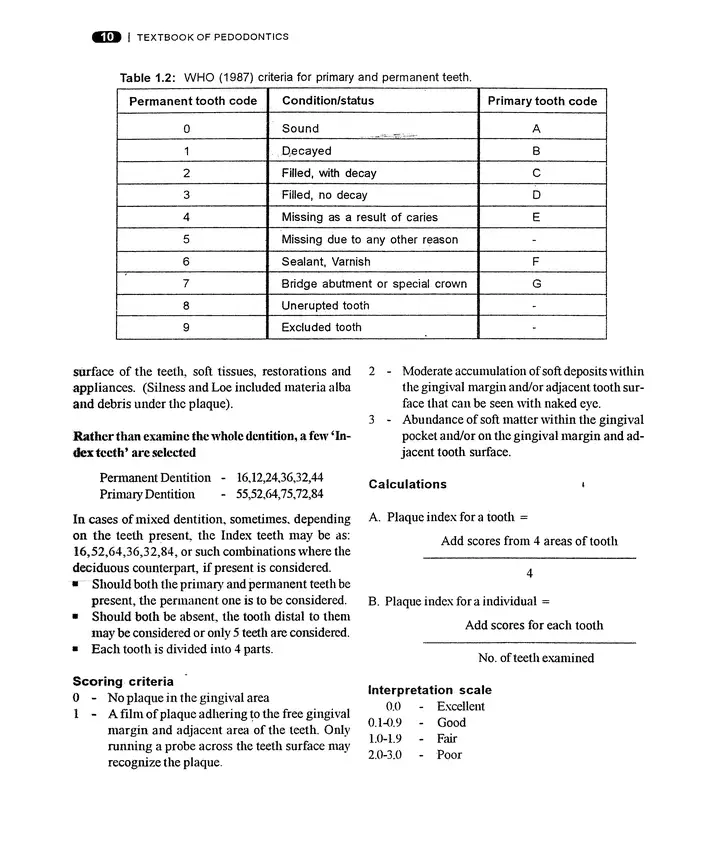 10 | TEXTBOOK OF PEDODONTICS
Table 1.2: WHO (1987) criteria for primary and permanent teeth.
Permanent tooth code Condition/status Primary tooth code
0 Sound A
1 Decayed B
2 Filled, with decay C
3 Filled, no decay D
4 Missing as a result of caries E
5 Missing due to any other reason -
6 Sealant, Varnish F
7 Bridge abutment or special crown G
8 Unerupted tooth -
9 Excluded tooth -
surface of the teeth, soft tissues, restorations and
appliances. (Silness and Loe included materia alba
and debris under the plaque).
Rather than examine the whole dentition, a few ‘In-
dex teeth’ are selected
Permanent Dentition - 16,12,24,36,32,44
Primary Dentition - 55,52,64,75,72,84
In cases of mixed dentition, sometimes, depending
on the teeth present, the Index teeth may be as:
16,52,64,36,32,84, or such combinations where the
deciduous counterpart, if present is considered.
▪ Should both the primary and permanent teeth be
present, the permanent one is to be considered.
▪ Should both be absent, the tooth distal to them
may be considered or only 5 teeth are considered.
▪ Each tooth is divided into 4 parts.
Scoring criteria
0 - No plaque in the gingival area
1 - A film of plaque adhering to the free gingival
margin and adjacent area of the teeth. Only
running a probe across the teeth surface may
recognize the plaque.
2 - Moderate accumulation of soft deposits within
the gingival margin and/or adjacent tooth sur-
face that can be seen with naked eye.
3 - Abundance of soft matter within the gingival
pocket and/or on the gingival margin and ad-
jacent tooth surface.
Calculations
A. Plaque index for a tooth =
Add scores from 4 areas of tooth
4
B. Plaque index for a individual =
Add scores for each tooth
No. of teeth examined
Interpretation scale
0.0 - Excellent
0.1-0.9 - Good
1.0-1.9 - Fair
2.0-3.0 - Poor